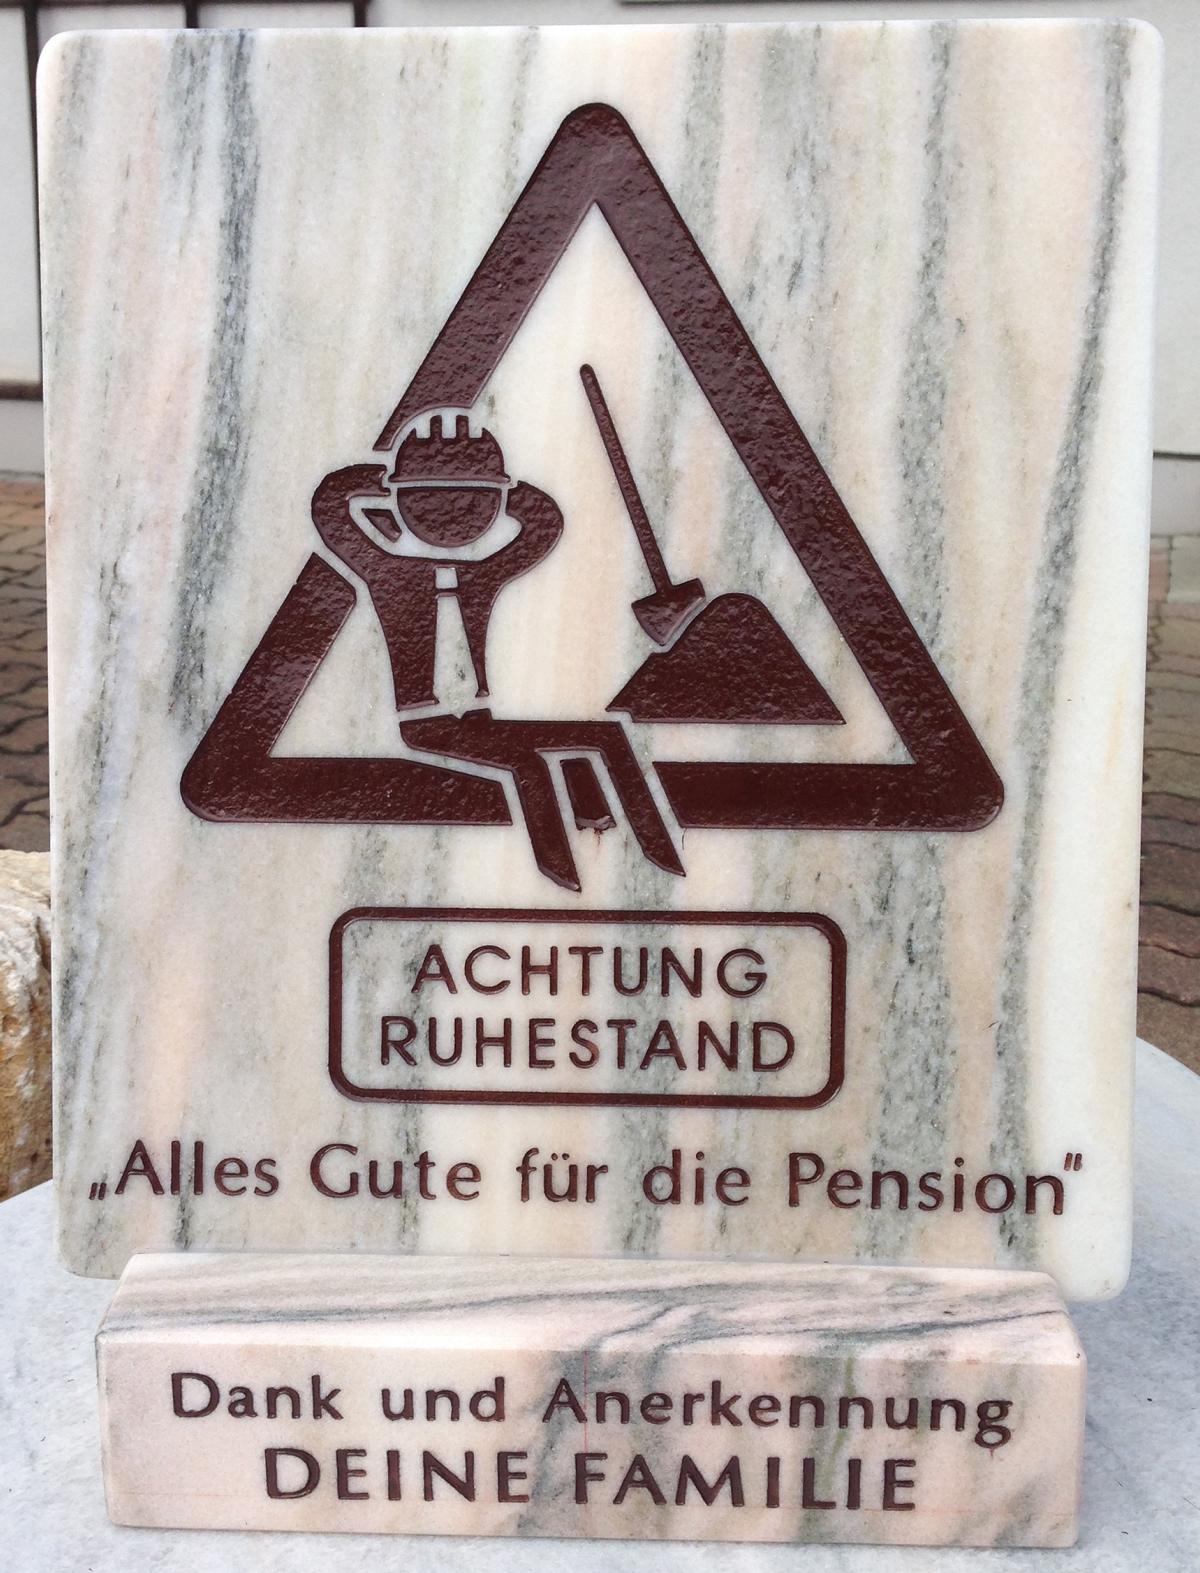 ACHTUNG
RUHESTAND
„Alles Gute für die Pension"
Dank und Anerkennung
DEINE FAMILIE